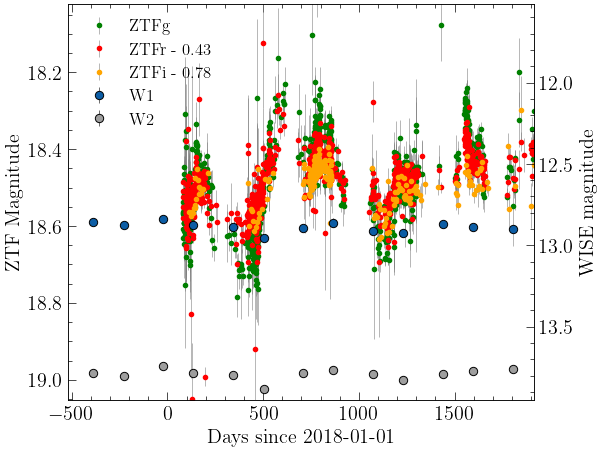 ZTFg
ZTFr - 0.43
ZTFi - 0.78
W1
W2
18.2
18.4
18.6
18.8
19.0
ZTF Magnitude
12.0
12.5
13.0
13.5
WISE magnitude
−500
0
500
1000
1500
Days since 2018-01-01